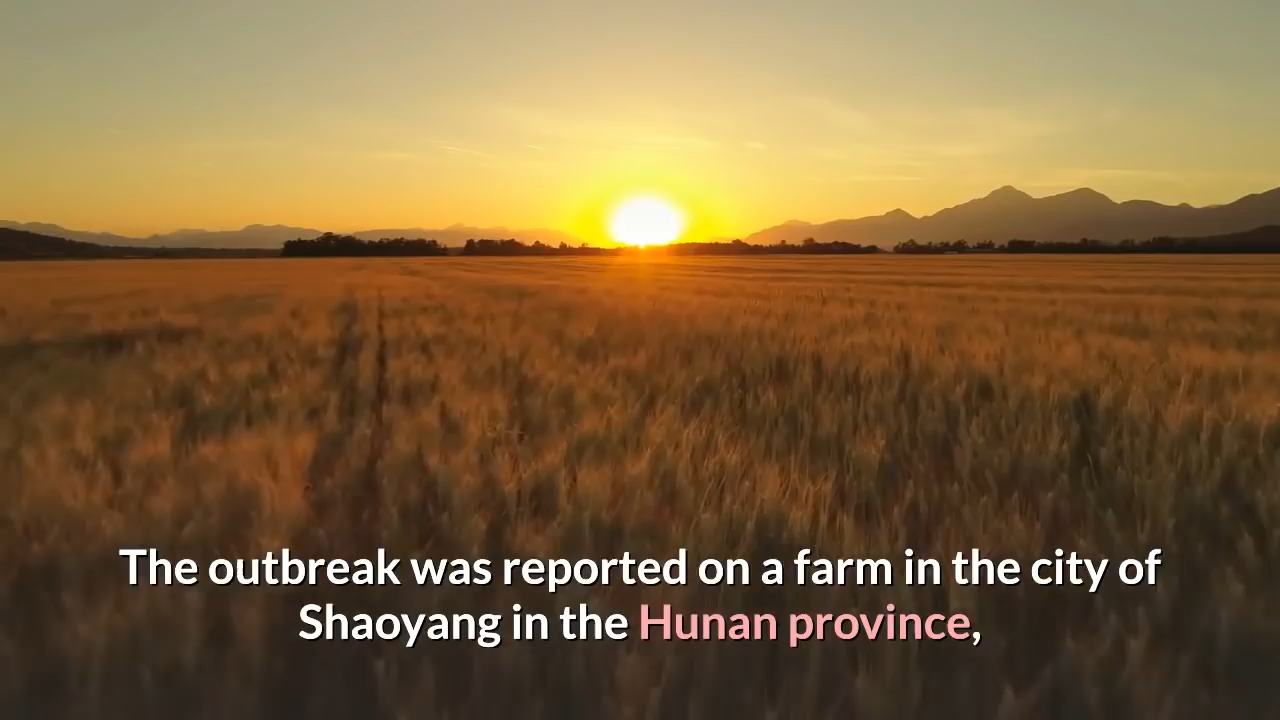 The outbreak was reported on a farm in the city of
Shaoyang in the Hunan province,